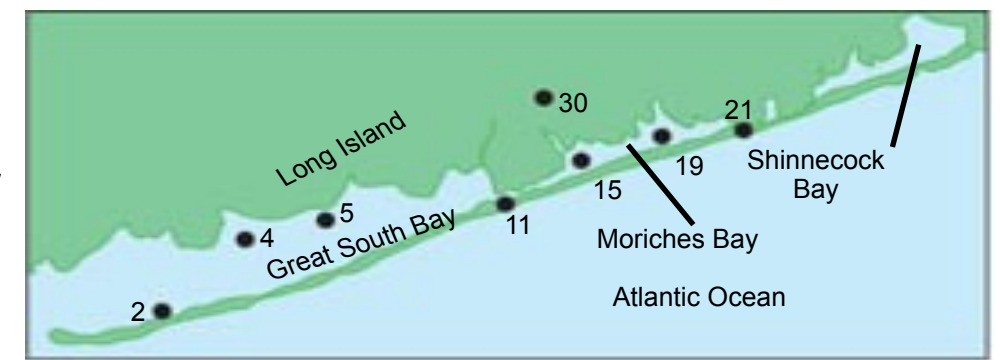 30
21
Long Island
Shinnecock
Bay
19
15
5
4
Great South Bay
11
Moriches Bay
2
Atlantic Ocean